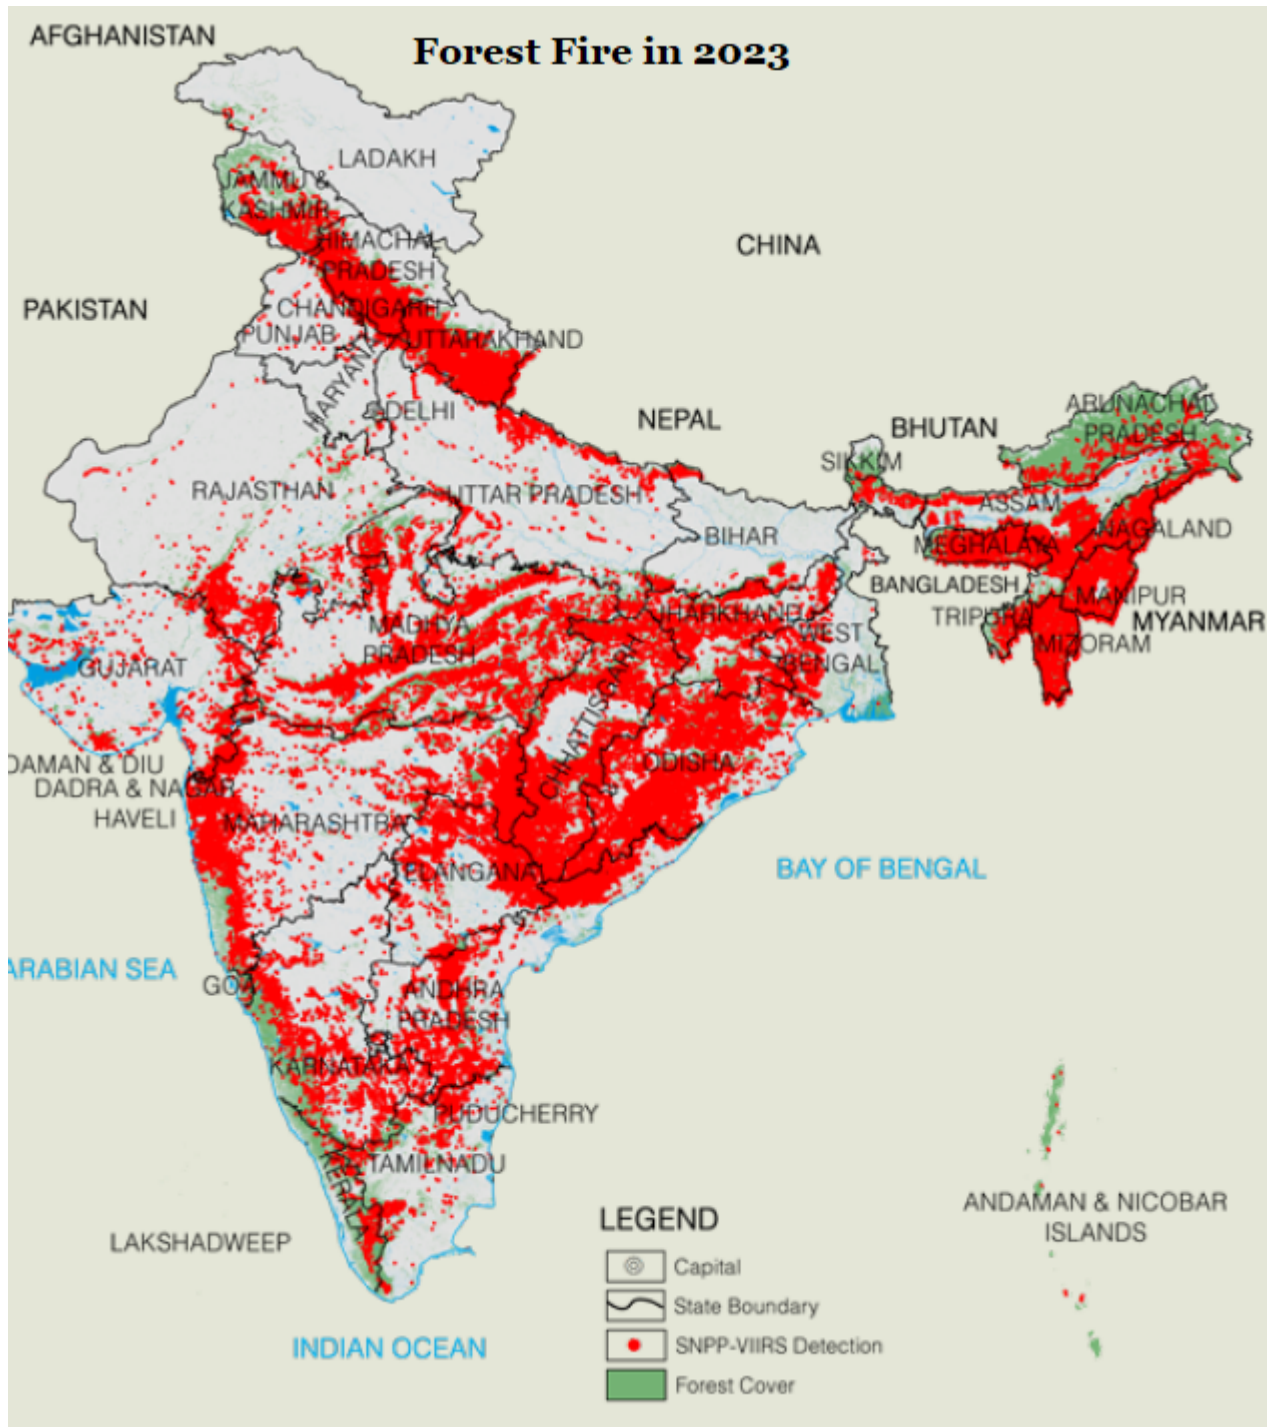 AFGHANISTAN
Forest Fire in 2023
LADAKH
JAMMU &
KASHMIR
HIMACHAL
PRADESH
CHINA
PAKISTAN
CHANDIGARH
PUNJAB
UTTARAKHAND
HARYANA
DELHI
NEPAL
BHUTAN
ARUNACHAL
PRADESH
SIKKIM
RAJASTHAN
UTTAR PRADESH
ASSAM
BIHAR
NAGALAND
MEGHALAYA
BANGLADESH
MANIPUR
TRIPURA
MYANMAR
JHARKHAND
MADHYA
PRADESH
WEST
BENGAL
MIZORAM
GUJARAT
CHHATTISGARH
ODISHA
DAMAN & DIU
DADRA & NAGAR
HAVELI
MAHARASHTRA
TELANGANA
BAY OF BENGAL
ARABIAN SEA
GOA
ANDHRA
PRADESH
KARNATAKA
PUDUCHERRY
TAMILNADU
KERALA
ANDAMAN & NICOBAR
ISLANDS
LAKSHADWEEP
INDIAN OCEAN
LEGEND
Capital
State Boundary
SNPP-VIIRS Detection
Forest Cover